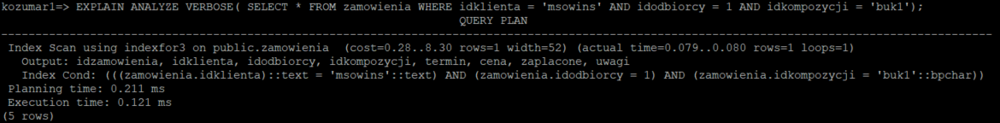 kozumar1=> EXPLAIN ANALYZE VERBOSE( SELECT * FROM zamowienia WHERE idklienta = 'msowins' AND idodbiorcy = 1 AND idkompozycji = 'buk1');
QUERY PLAN
-----------------------------------------------------------------------------------------------------------------------------------------------------
Index Scan using indexfor3 on public.zamowienia  (cost=0.28..8.30 rows=1 width=52) (actual time=0.079..0.080 rows=1 loops=1)
Output: idzamowienia, idklienta, idodbiorcy, idkompozycji, termin, cena, zaplacone, uwagi
Index Cond: (((zamowienia.idklienta)::text = 'msowins'::text) AND (zamowienia.idodbiorcy = 1) AND (zamowienia.idkompozycji = 'buk1'::bpchar))
Planning time: 0.211 ms
Execution time: 0.121 ms
(5 rows)